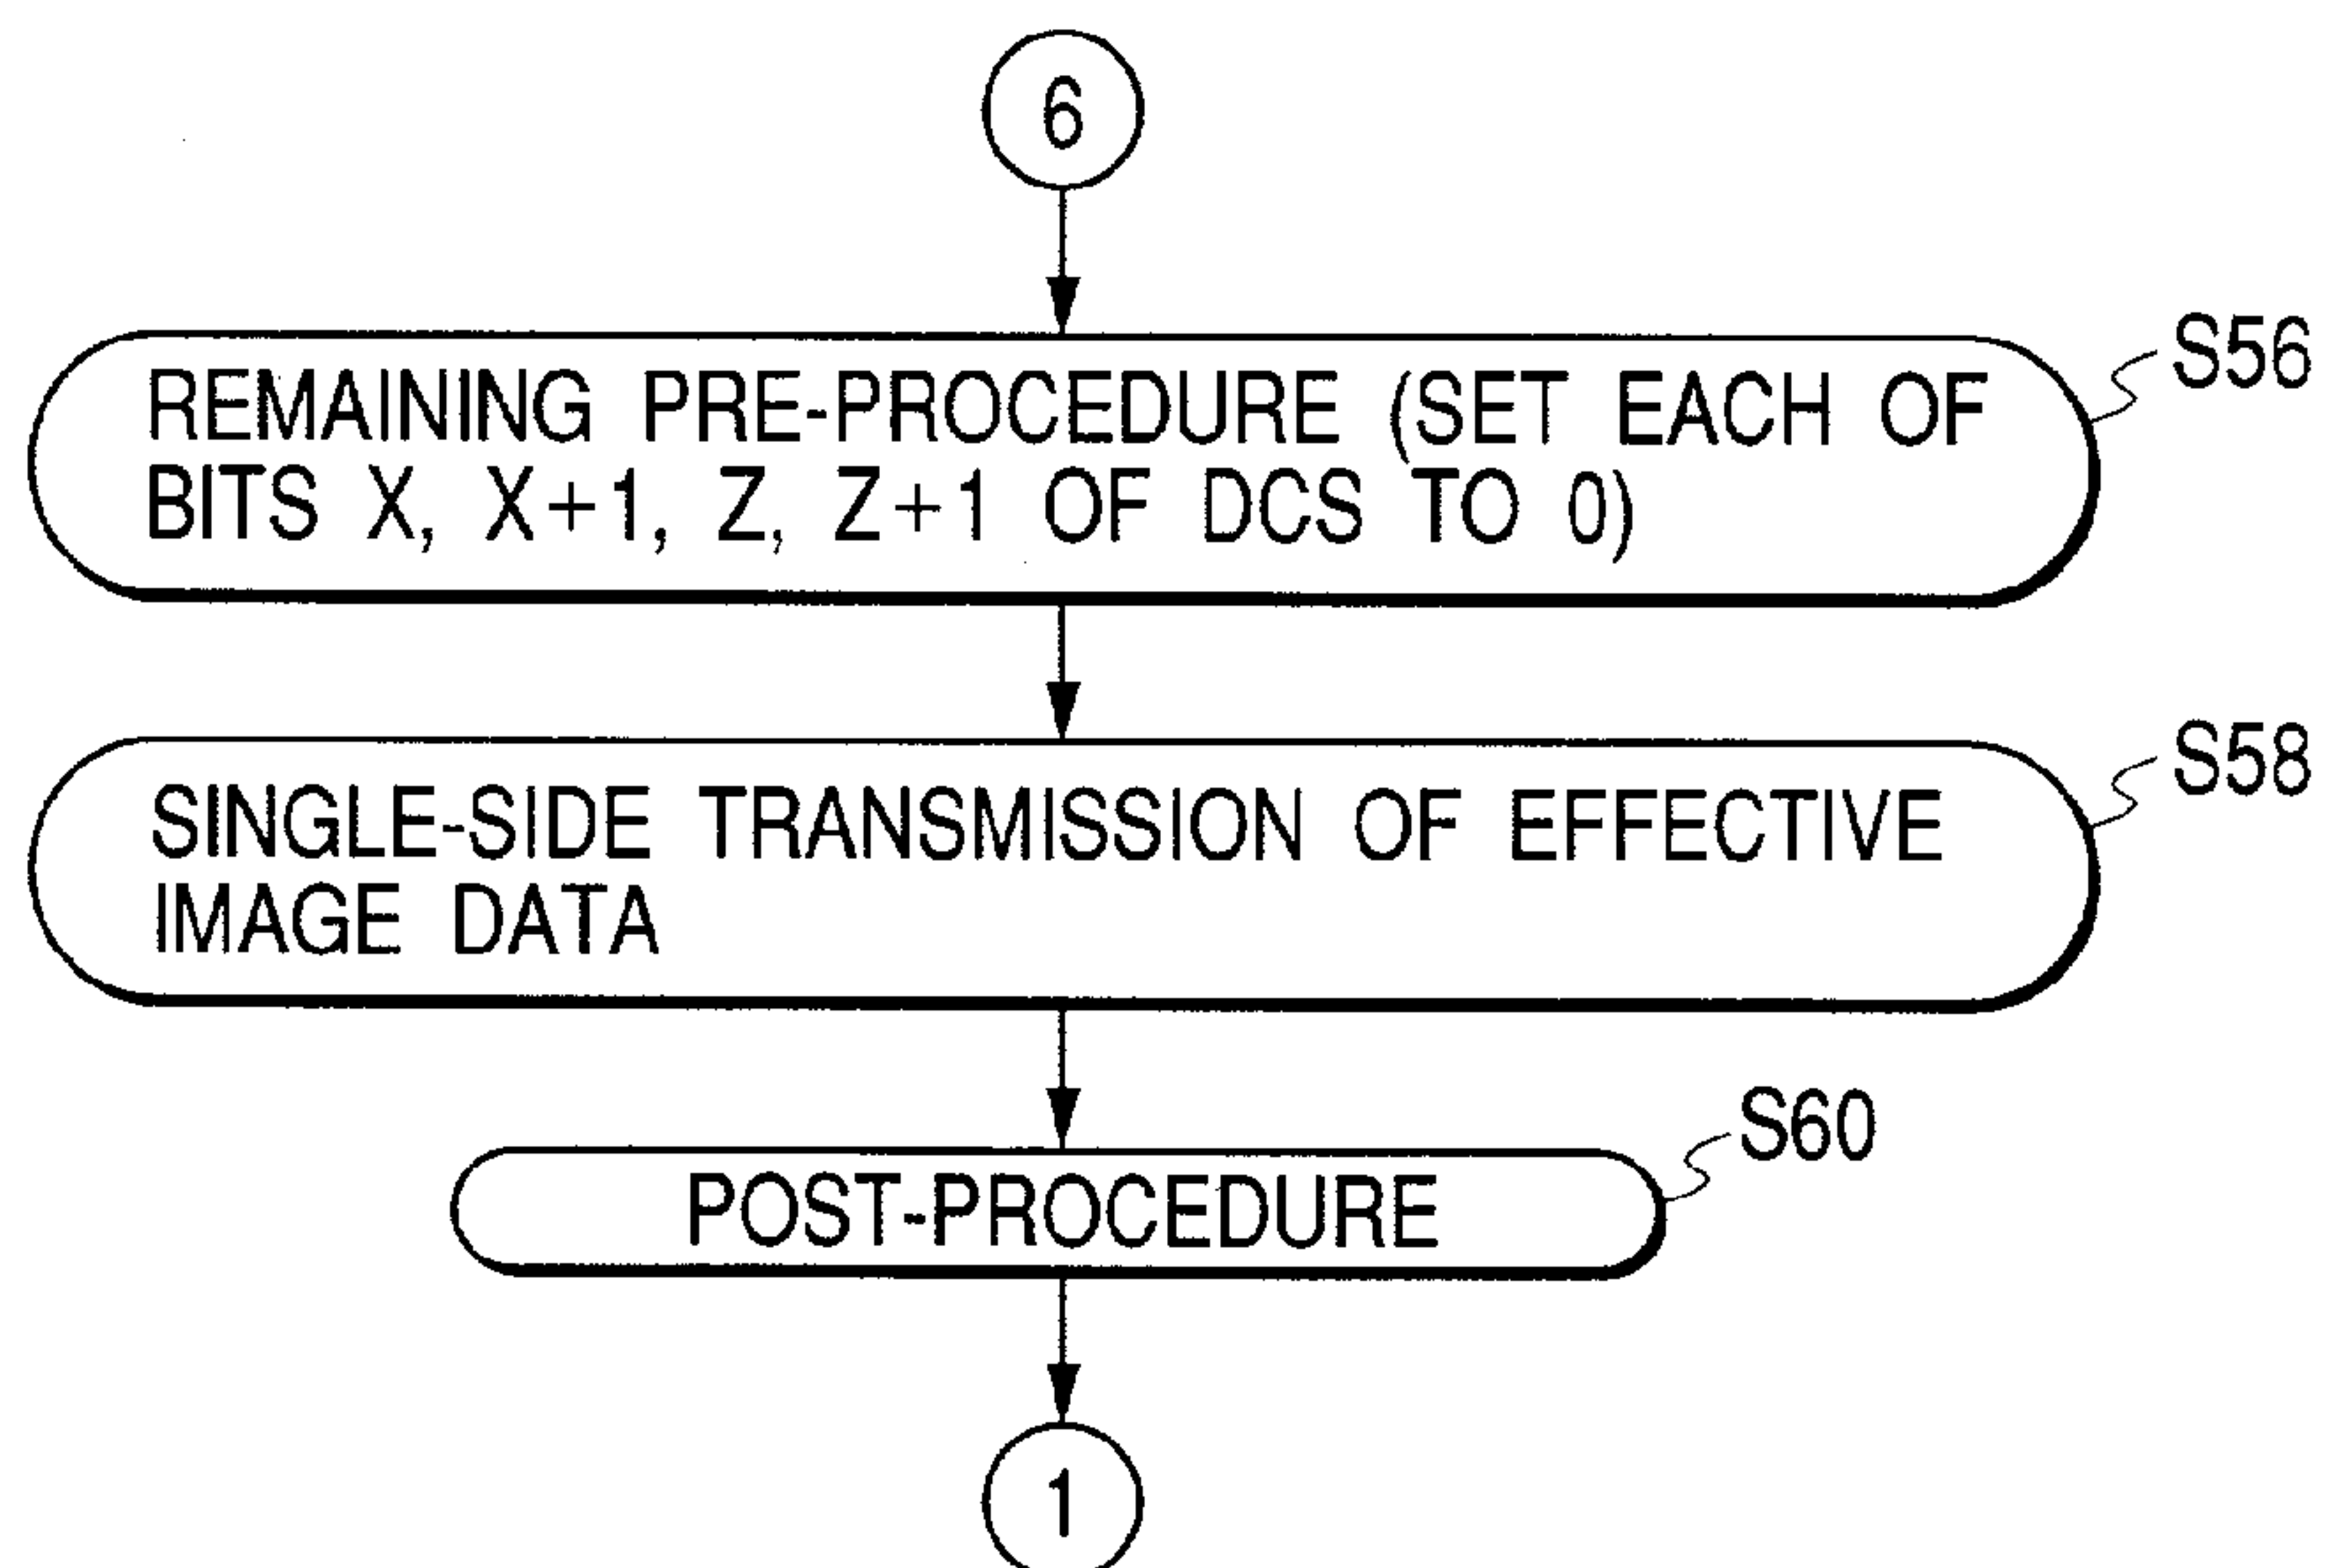 6
S56
REMAINING PRE-PROCEDURE (SET EACH OF
BITS X, X+1, Z, Z+1 OF DCS TO 0)
S58
SINGLE-SIDE TRANSMISSION OF EFFECTIVE
IMAGE DATA
S60
POST-PROCEDURE
1